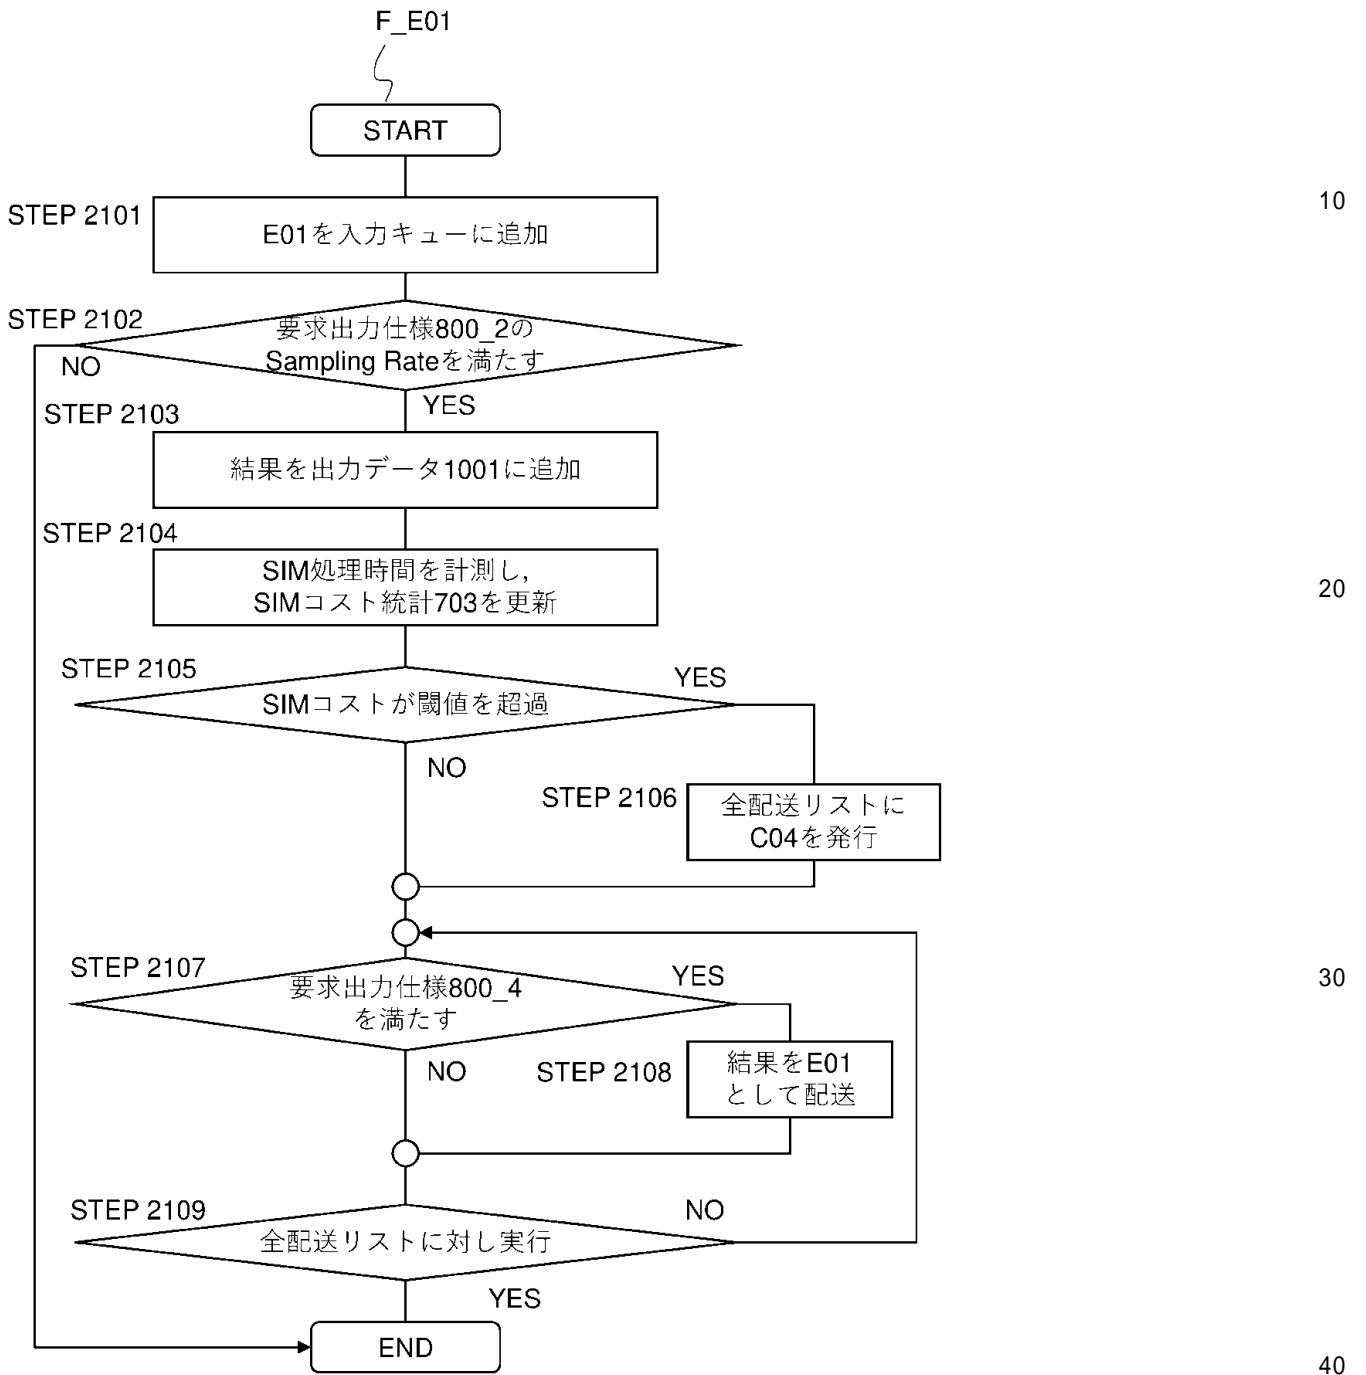 F_E01
START
10
STEP 2101
E01を入力キューに追加
STEP 2102
要求出力仕様800_2の
Sampling Rateを満たす
NO
YES
STEP 2103
結果を出力データ1001に追加
STEP 2104
SIM処理時間を計測し,
SIMコスト統計703を更新
20
STEP 2105
SIMコストが閾値を超過
YES
NO
STEP 2106
全配送リストに
C04を発行
STEP 2107
要求出力仕様800_4
を満たす
YES
30
NO
STEP 2108
結果をE01
として配送
STEP 2109
全配送リストに対し実行
NO
YES
END
40